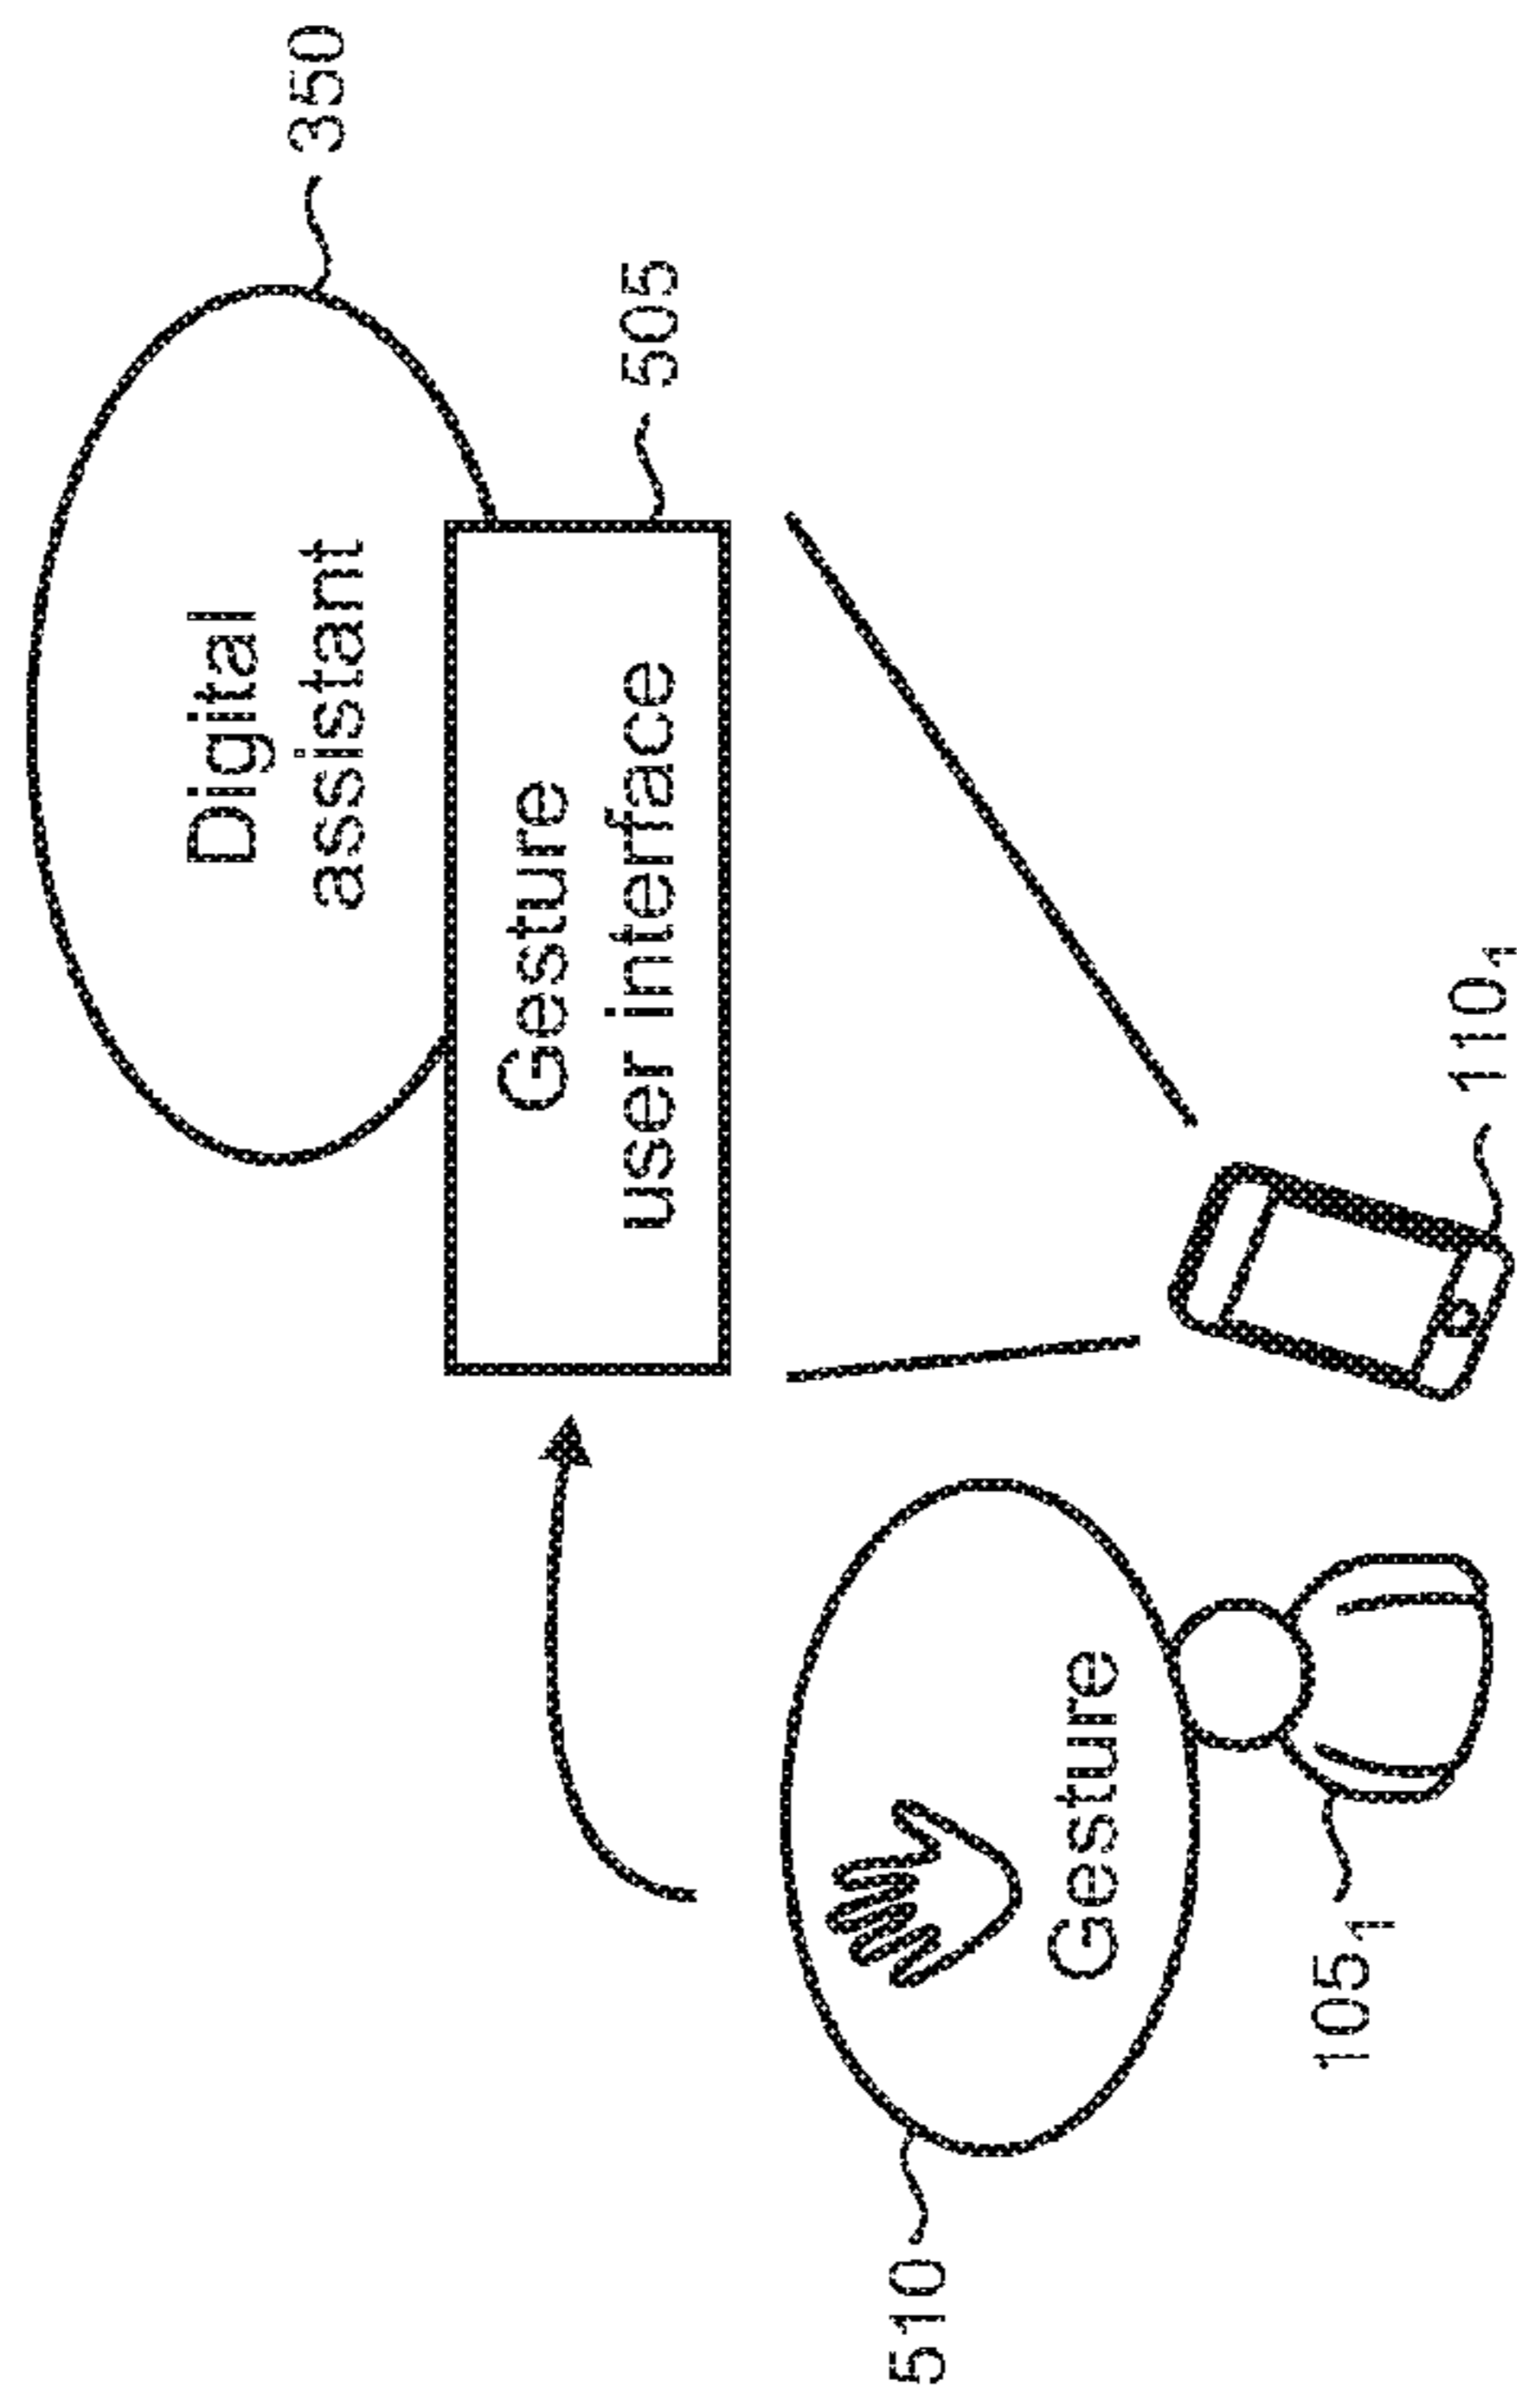 Digital
assistant
350
Gesture
user interface
505
510
Gesture
105₁
110₁